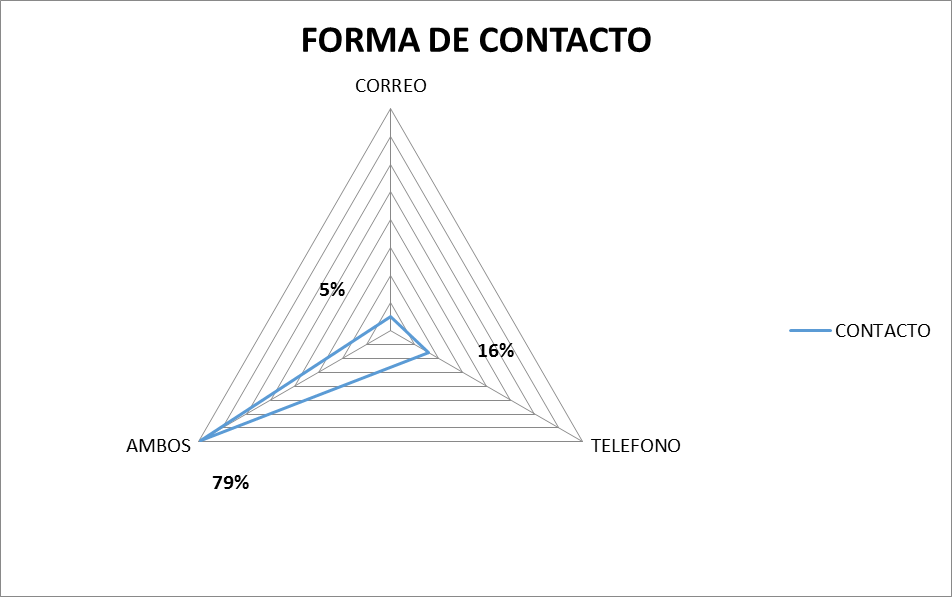 FORMA DE CONTACTO
CORREO
5%
16%
CONTACTO
AMBOS
TELEFONO
79%